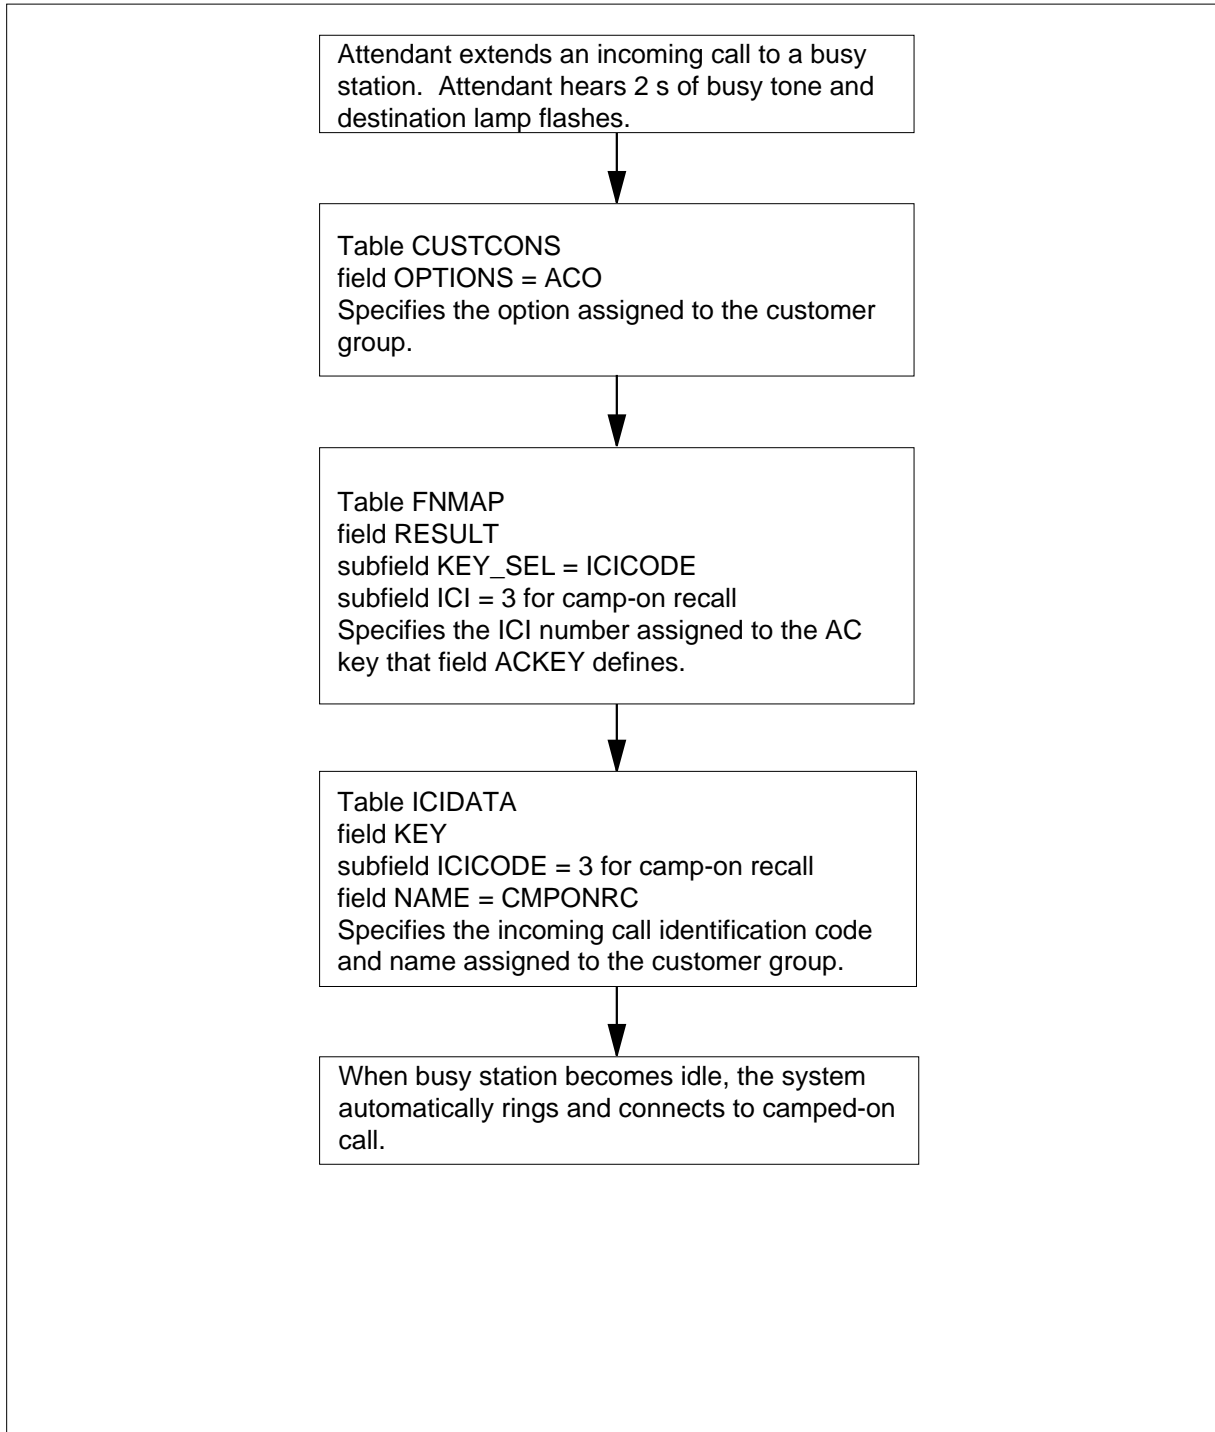 Attendant extends an incoming call to a busy
station.  Attendant hears 2 s of busy tone and
destination lamp flashes.
Table CUSTCONS
field OPTIONS = ACO
Specifies the option assigned to the customer
group.
Table FNMAP
field RESULT
subfield KEY_SEL = ICICODE
subfield ICI = 3 for camp-on recall
Specifies the ICI number assigned to the AC
key that field ACKEY defines.
Table ICIDATA
field KEY
subfield ICICODE = 3 for camp-on recall
field NAME = CMPONRC
Specifies the incoming call identification code
and name assigned to the customer group.
When busy station becomes idle, the system
automatically rings and connects to camped-on
call.